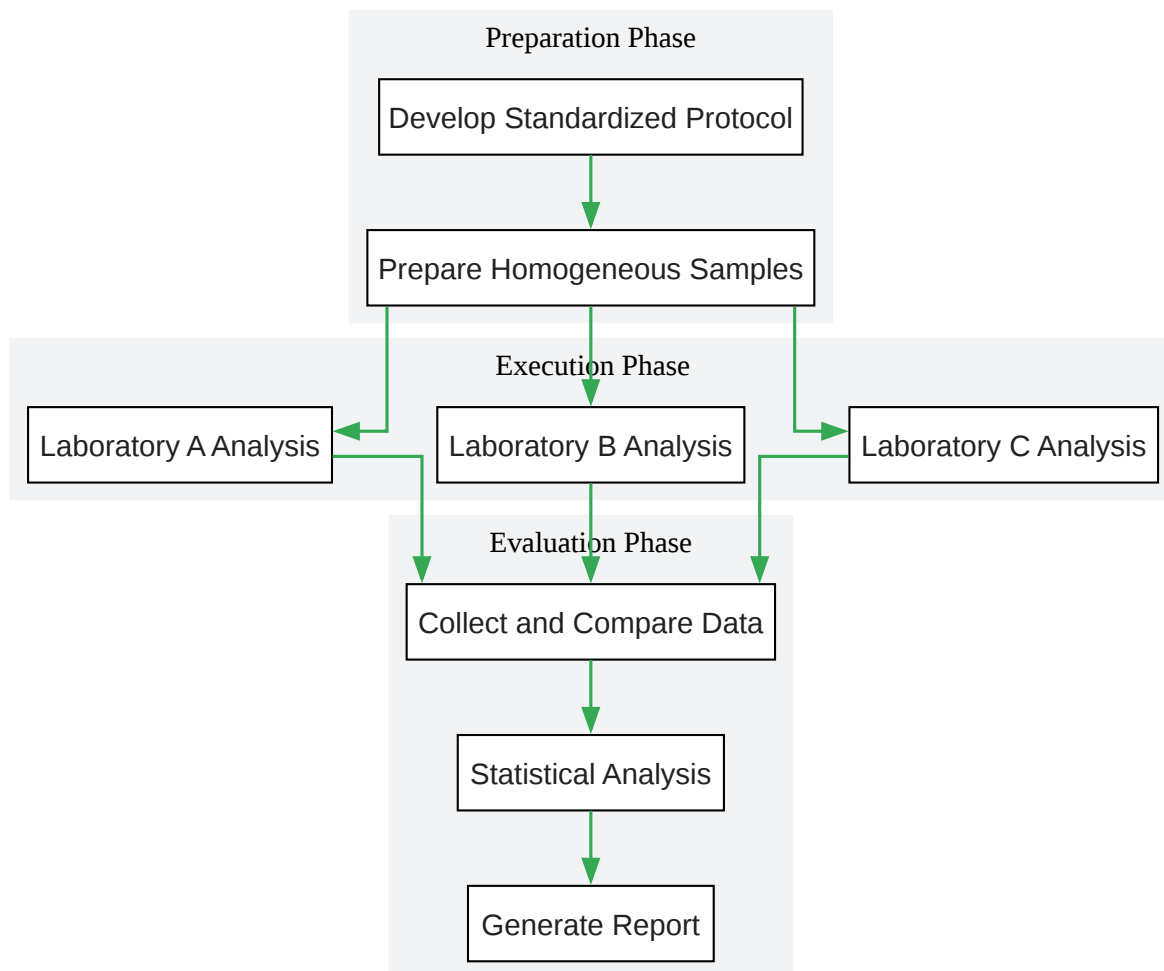 Preparation Phase
Develop Standardized Protocol
Prepare Homogeneous Samples
Execution Phase
Laboratory A Analysis
Laboratory B Analysis
Laboratory C Analysis
Evaluation Phase
Collect and Compare Data
Statistical Analysis
Generate Report